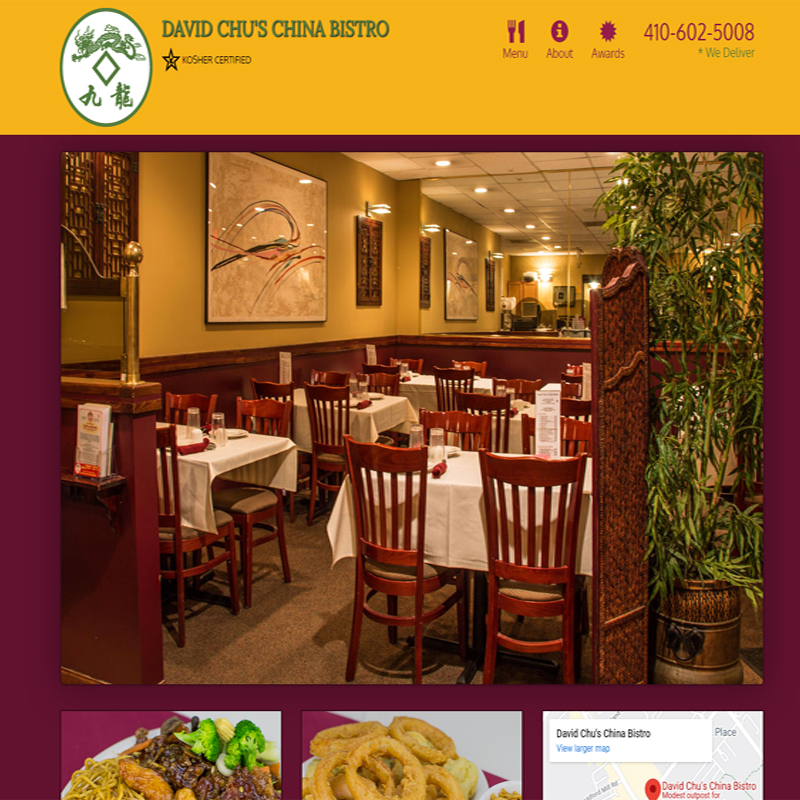 DAVID CHU'S CHINA BISTRO
KOSHER CERTIFIED
九龍
Menu
About
Awards
410-602-5008
* We Deliver
David Chu's China Bistro
View larger map
Place
David Chu's China Bistro
Modest outpost for